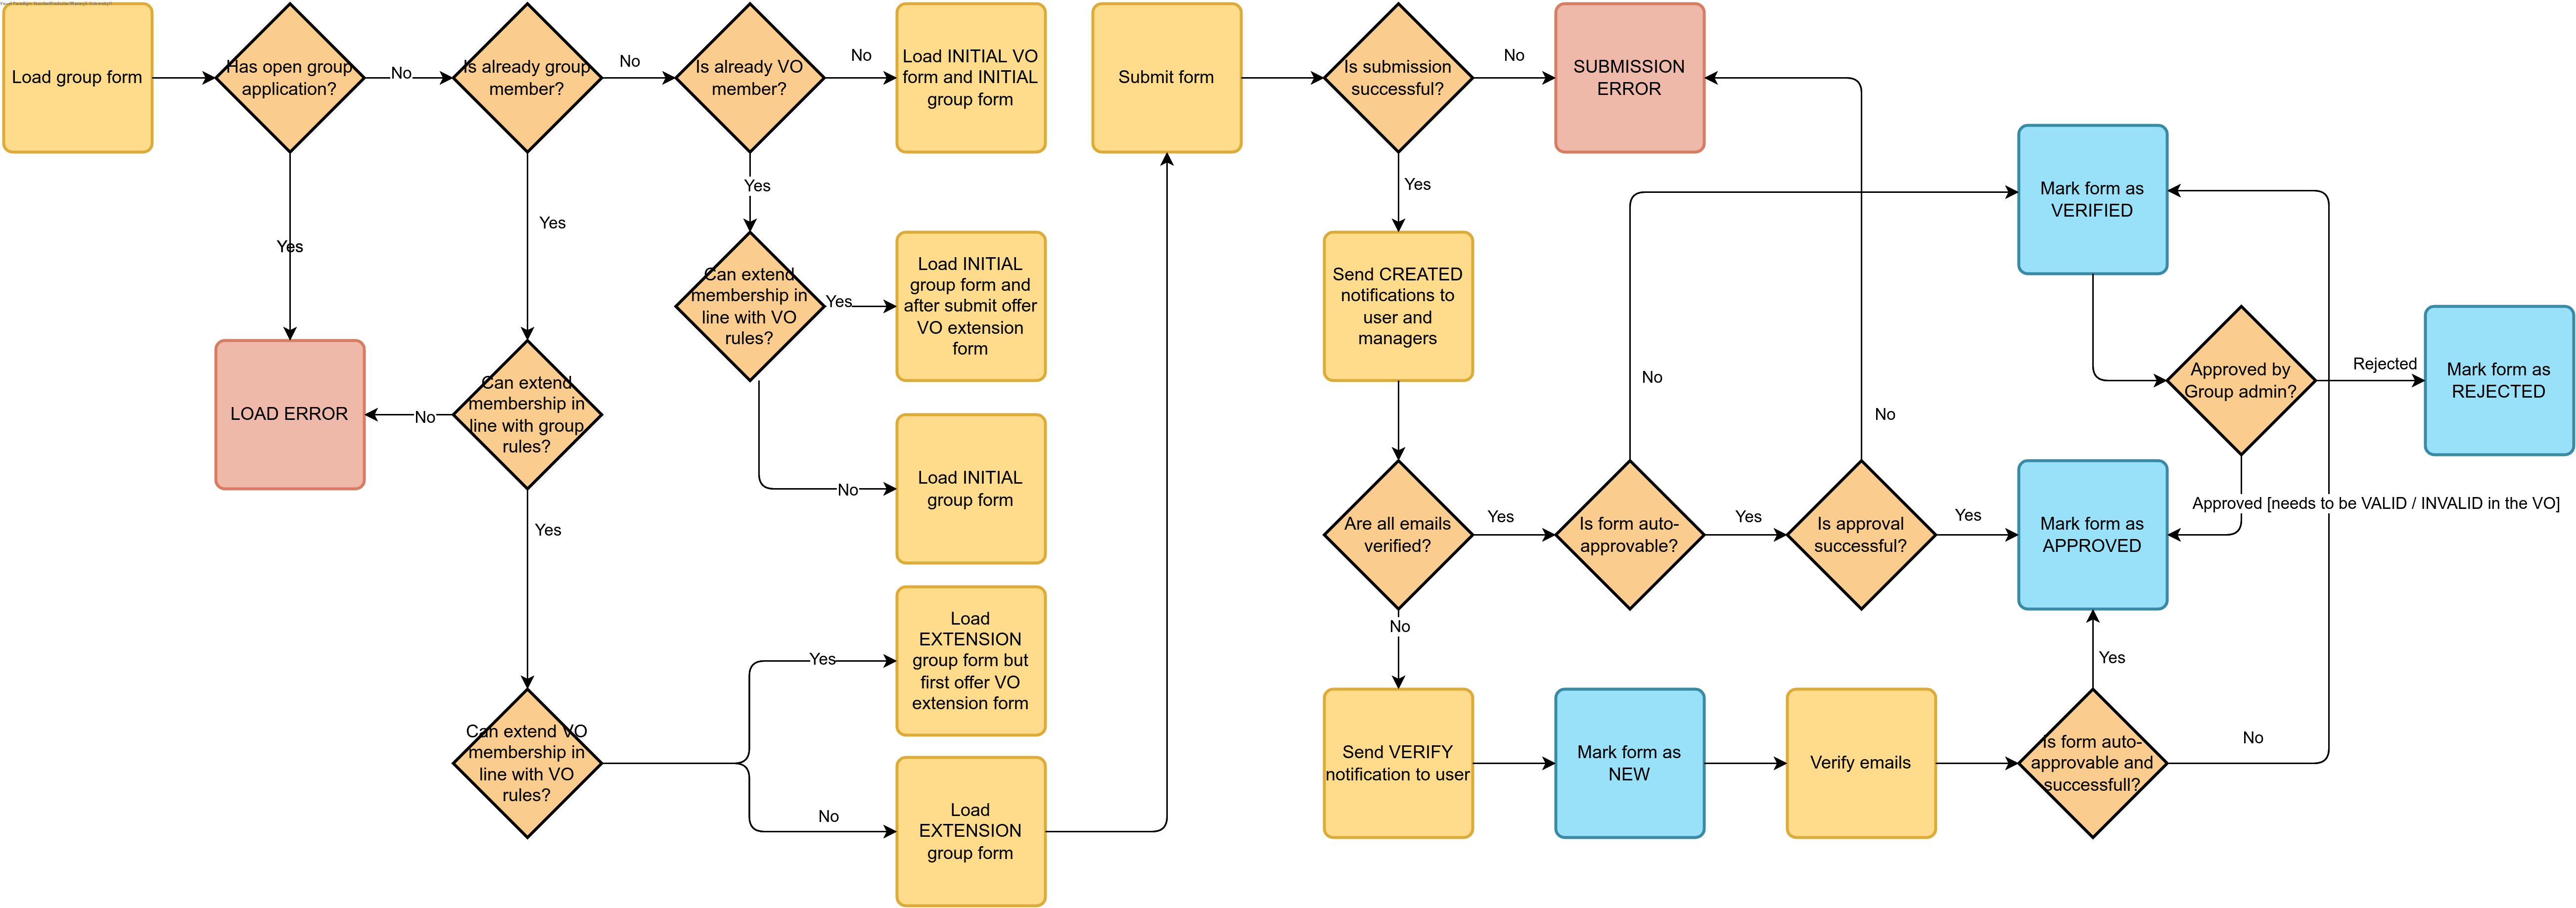 Load group form
Has open group
application?
No
Is already group
member?
No
Is already VO
member?
No
Load INITIAL VO
form and INITIAL
group form
Submit form
Is submission
successful?
No
SUBMISSION
ERROR
Yes
Yes
Yes
Yes
Mark form as
VERIFIED
Can extend
membership in
line with VO
rules?
Yes
Load INITIAL
group form and
after submit offer
VO extension
form
Send CREATED
notifications to
user and
managers
No
No
Approved by
Group admin?
Rejected
Mark form as
REJECTED
LOAD ERROR
No
Can extend
membership in
line with group
rules?
No
Load INITIAL
group form
Yes
Are all emails
verified?
Yes
Is form auto-
approvable?
Yes
Is approval
successful?
Yes
Mark form as
APPROVED
Approved [needs to be VALID / INVALID in the VO]
No
Yes
Load
EXTENSION
group form but
first offer VO
extension form
Yes
Can extend VO
membership in
line with VO
rules?
No
Load
EXTENSION
group form
Send VERIFY
notification to user
Mark form as
NEW
Verify emails
Is form auto-
approvable and
successfull?
No